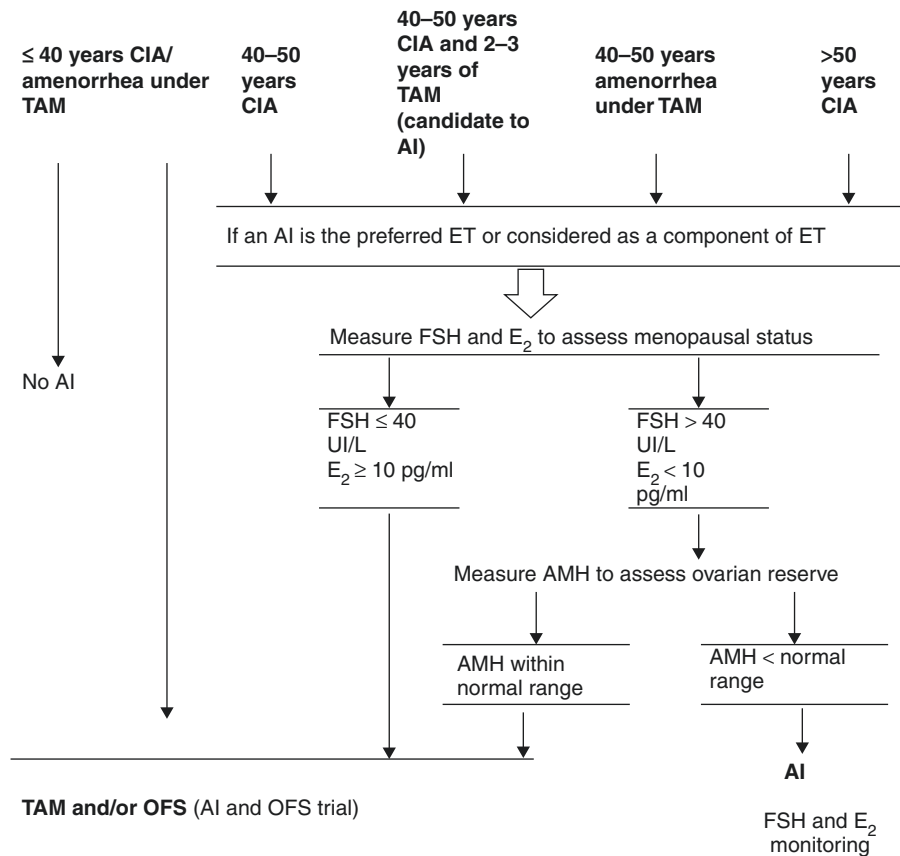 ≤ 40 years CIA/
amenorrhea under
TAM
40–50
years
CIA
40–50 years
CIA and 2–3
years of
TAM
(candidate to
AI)
40–50 years
amenorrhea
under TAM
>50
years
CIA
If an AI is the preferred ET or considered as a component of ET
Measure FSH and E₂ to assess menopausal status
No AI
FSH ≤ 40
UI/L
E₂ ≥ 10 pg/ml
FSH > 40
UI/L
E₂ < 10
pg/ml
Measure AMH to assess ovarian reserve
AMH within
normal range
AMH < normal
range
TAM and/or OFS (AI and OFS trial)
AI
FSH and E₂
monitoring